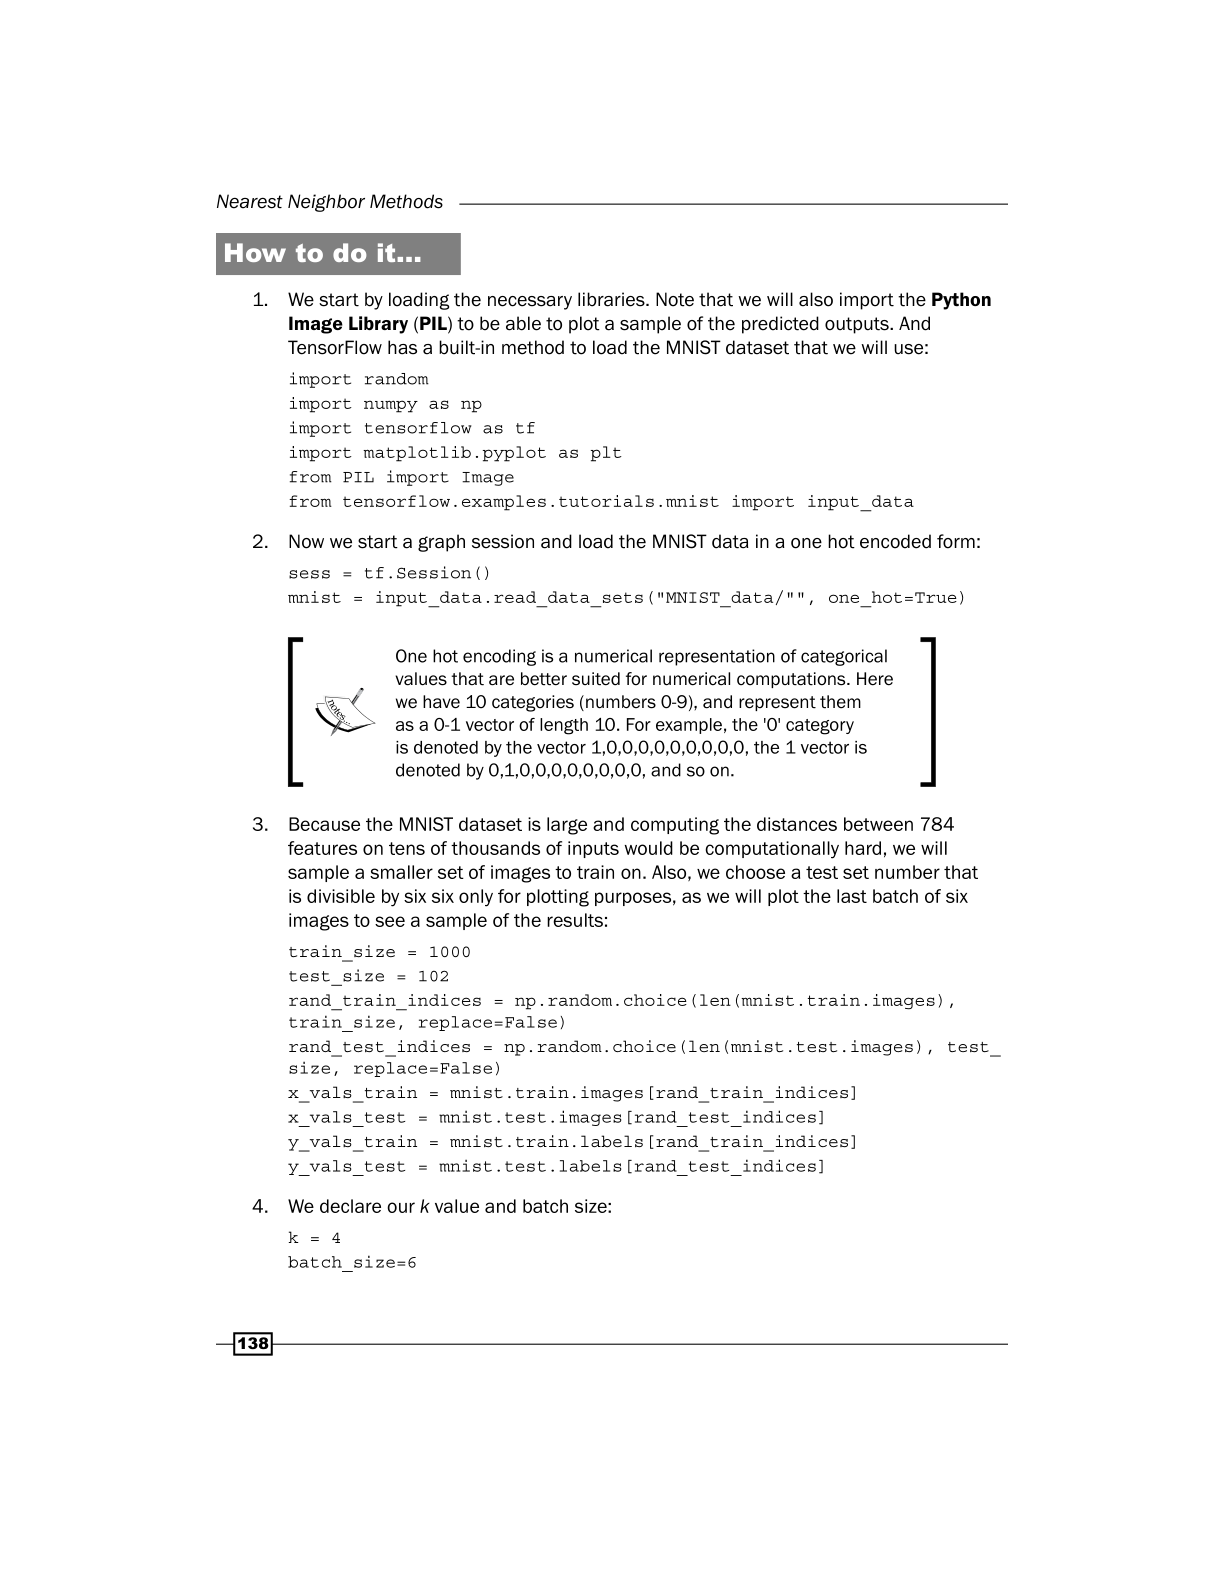 Nearest Neighbor Methods
How to do it…
1. We start by loading the necessary libraries. Note that we will also import the Python
Image Library (PIL) to be able to plot a sample of the predicted outputs. And
TensorFlow has a built-in method to load the MNIST dataset that we will use:
import random
import numpy as np
import tensorflow as tf
import matplotlib.pyplot as plt
from PIL import Image
from tensorflow.examples.tutorials.mnist import input_data
2. Now we start a graph session and load the MNIST data in a one hot encoded form:
sess = tf.Session()
mnist = input_data.read_data_sets("MNIST_data/"", one_hot=True)
One hot encoding is a numerical representation of categorical
values that are better suited for numerical computations. Here
we have 10 categories (numbers 0-9), and represent them
as a 0-1 vector of length 10. For example, the '0' category
is denoted by the vector 1,0,0,0,0,0,0,0,0,0, the 1 vector is
denoted by 0,1,0,0,0,0,0,0,0,0, and so on.
notes...
3. Because the MNIST dataset is large and computing the distances between 784
features on tens of thousands of inputs would be computationally hard, we will
sample a smaller set of images to train on. Also, we choose a test set number that
is divisible by six six only for plotting purposes, as we will plot the last batch of six
images to see a sample of the results:
train_size = 1000
test_size = 102
rand_train_indices = np.random.choice(len(mnist.train.images),
train_size, replace=False)
rand_test_indices = np.random.choice(len(mnist.test.images), test_
size, replace=False)
x_vals_train = mnist.train.images[rand_train_indices]
x_vals_test = mnist.test.images[rand_test_indices]
y_vals_train = mnist.train.labels[rand_train_indices]
y_vals_test = mnist.test.labels[rand_test_indices]
4. We declare our k value and batch size:
k = 4
batch_size=6
138